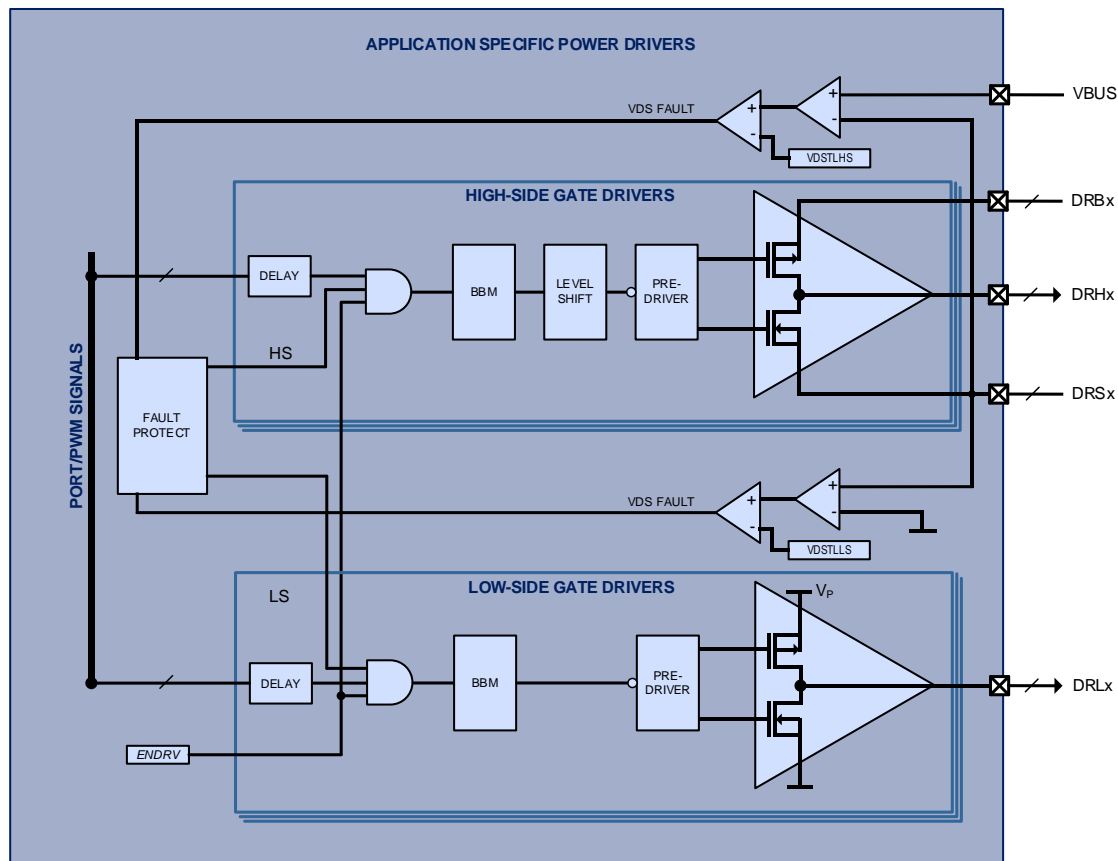 APPLICATION SPECIFIC POWER DRIVERS
VBUS
+
-
+
-
VDS FAULT
VDSTLHS
HIGH-SIDE GATE DRIVERS
DRBx
DELAY
BBM
LEVEL
SHIFT
PRE-
DRIVER
DRHx
HS
DRSx
PORT/PWM SIGNALS
FAULT
PROTECT
+
-
+
-
VDS FAULT
VDSTLLS
LOW-SIDE GATE DRIVERS
LS
VP
DELAY
BBM
PRE-
DRIVER
DRLx
ENDRV